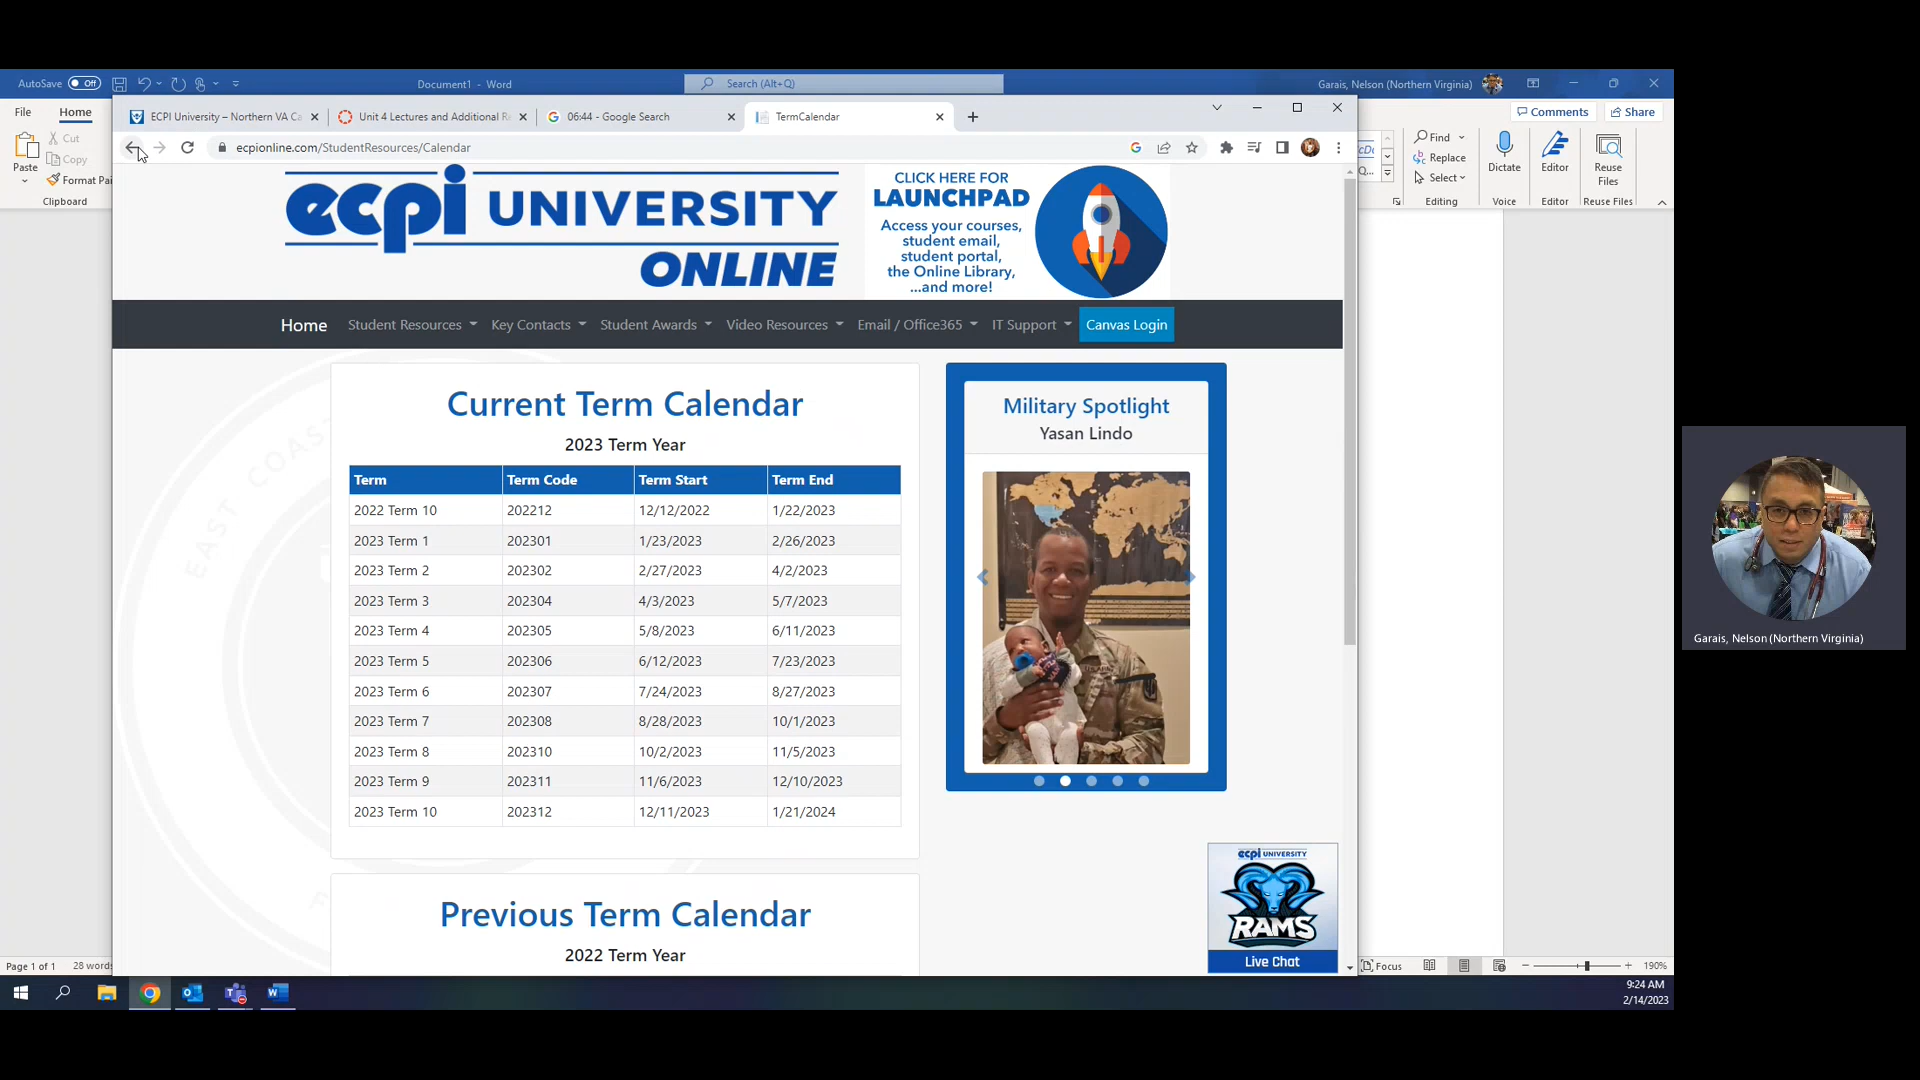 AutoSave Off
Document1 - Word
Search (Alt+Q)
Garais, Nelson (Northern Virginia)
File Home
Comments Share
Paste
Cut
Copy
Format Pai
Clipboard
Find
Replace
Select
Editing
Dictate
Voice
Editor
Editor
Reuse
Files
Reuse Files
ECPI University – Northern VA Ca
Unit 4 Lectures and Additional R
06:44 - Google Search
TermCalendar
ecpionline.com/StudentResources/Calendar
ecpi UNIVERSITY
ONLINE
CLICK HERE FOR
LAUNCHPAD
Access your courses,
student email,
student portal,
the Online Library,
...and more!
Home Student Resources Key Contacts Student Awards Video Resources Email / Office365 IT Support Canvas Login
EAST COAST
Current Term Calendar
2023 Term Year
Term Term Code Term Start Term End
2022 Term 10 202212 12/12/2022 1/22/2023
2023 Term 1 202301 1/23/2023 2/26/2023
2023 Term 2 202302 2/27/2023 4/2/2023
2023 Term 3 202304 4/3/2023 5/7/2023
2023 Term 4 202305 5/8/2023 6/11/2023
2023 Term 5 202306 6/12/2023 7/23/2023
2023 Term 6 202307 7/24/2023 8/27/2023
2023 Term 7 202308 8/28/2023 10/1/2023
2023 Term 8 202310 10/2/2023 11/5/2023
2023 Term 9 202311 11/6/2023 12/10/2023
2023 Term 10 202312 12/11/2023 1/21/2024
Military Spotlight
Yasan Lindo
Previous Term Calendar
2022 Term Year
ecpi UNIVERSITY
RAMS
Live Chat
Garais, Nelson (Northern Virginia)
Page 1 of 1 28 words
Focus
190%
9:24 AM
2/14/2023